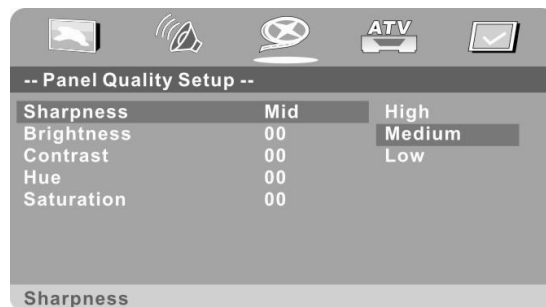 ATV
-- Panel Quality Setup --
Sharpness Mid High
Brightness 00 Medium
Contrast 00 Low
Hue 00
Saturation 00
Sharpness